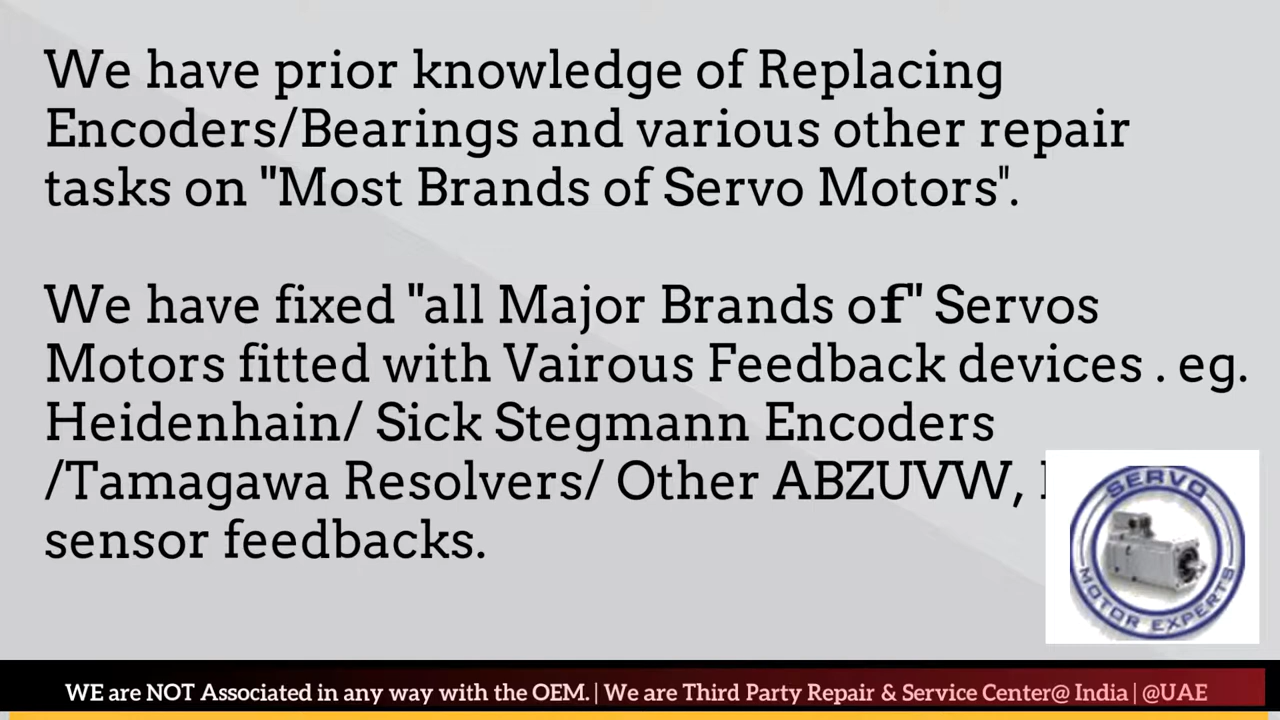 We have prior knowledge of Replacing
Encoders/Bearings and various other repair
tasks on "Most Brands of Servo Motors".
We have fixed "all Major Brands of" Servos
Motors fitted with Vairous Feedback devices . eg.
Heidenhain/ Sick Stegmann Encoders
/Tamagawa Resolvers/ Other ABZUVW,
sensor feedbacks.
SERVO
MOTOR EXPERTS
WE are NOT Associated in any way with the OEM. | We are Third Party Repair & Service Center@ India | @UAE